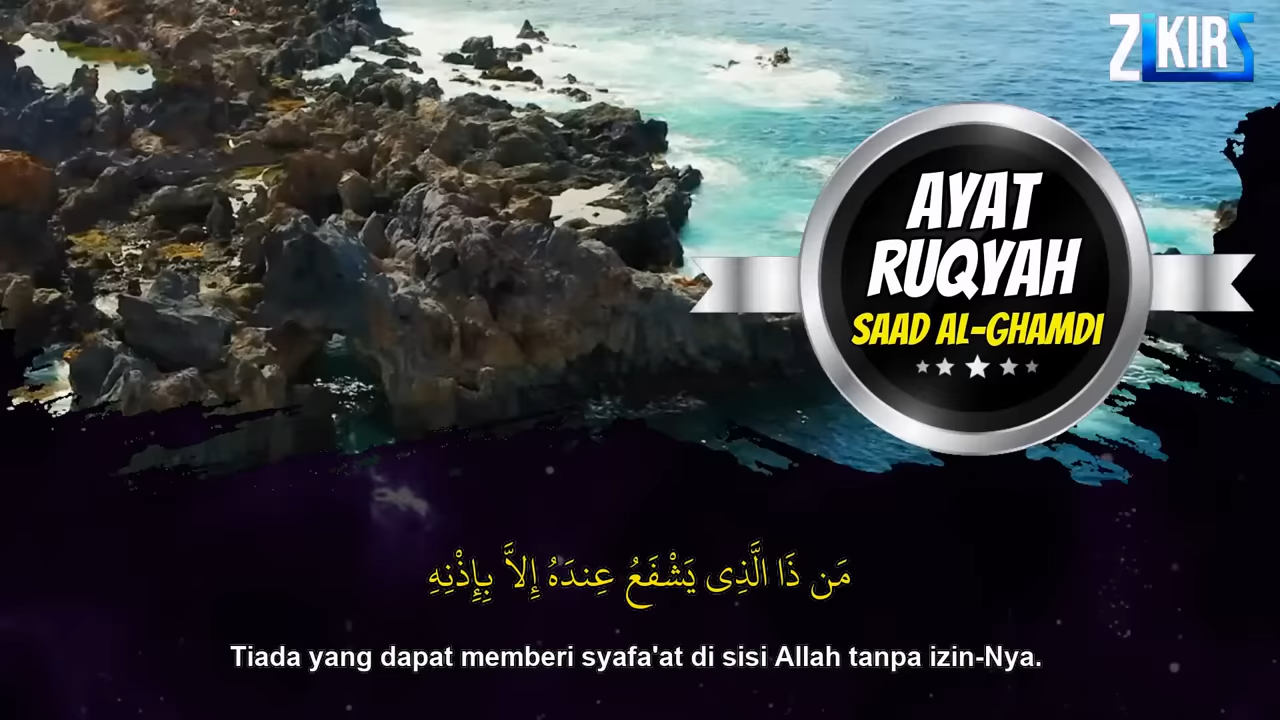 ZIKIRS
AYAT
RUQYAH
SAAD AL-GHAMDI
مَن ذَا الَّذِى يَشْفَعُ عِندَهُ إِلاَّ بِإِذْنِهِ
Tiada yang dapat memberi syafa'at di sisi Allah tanpa izin-Nya.